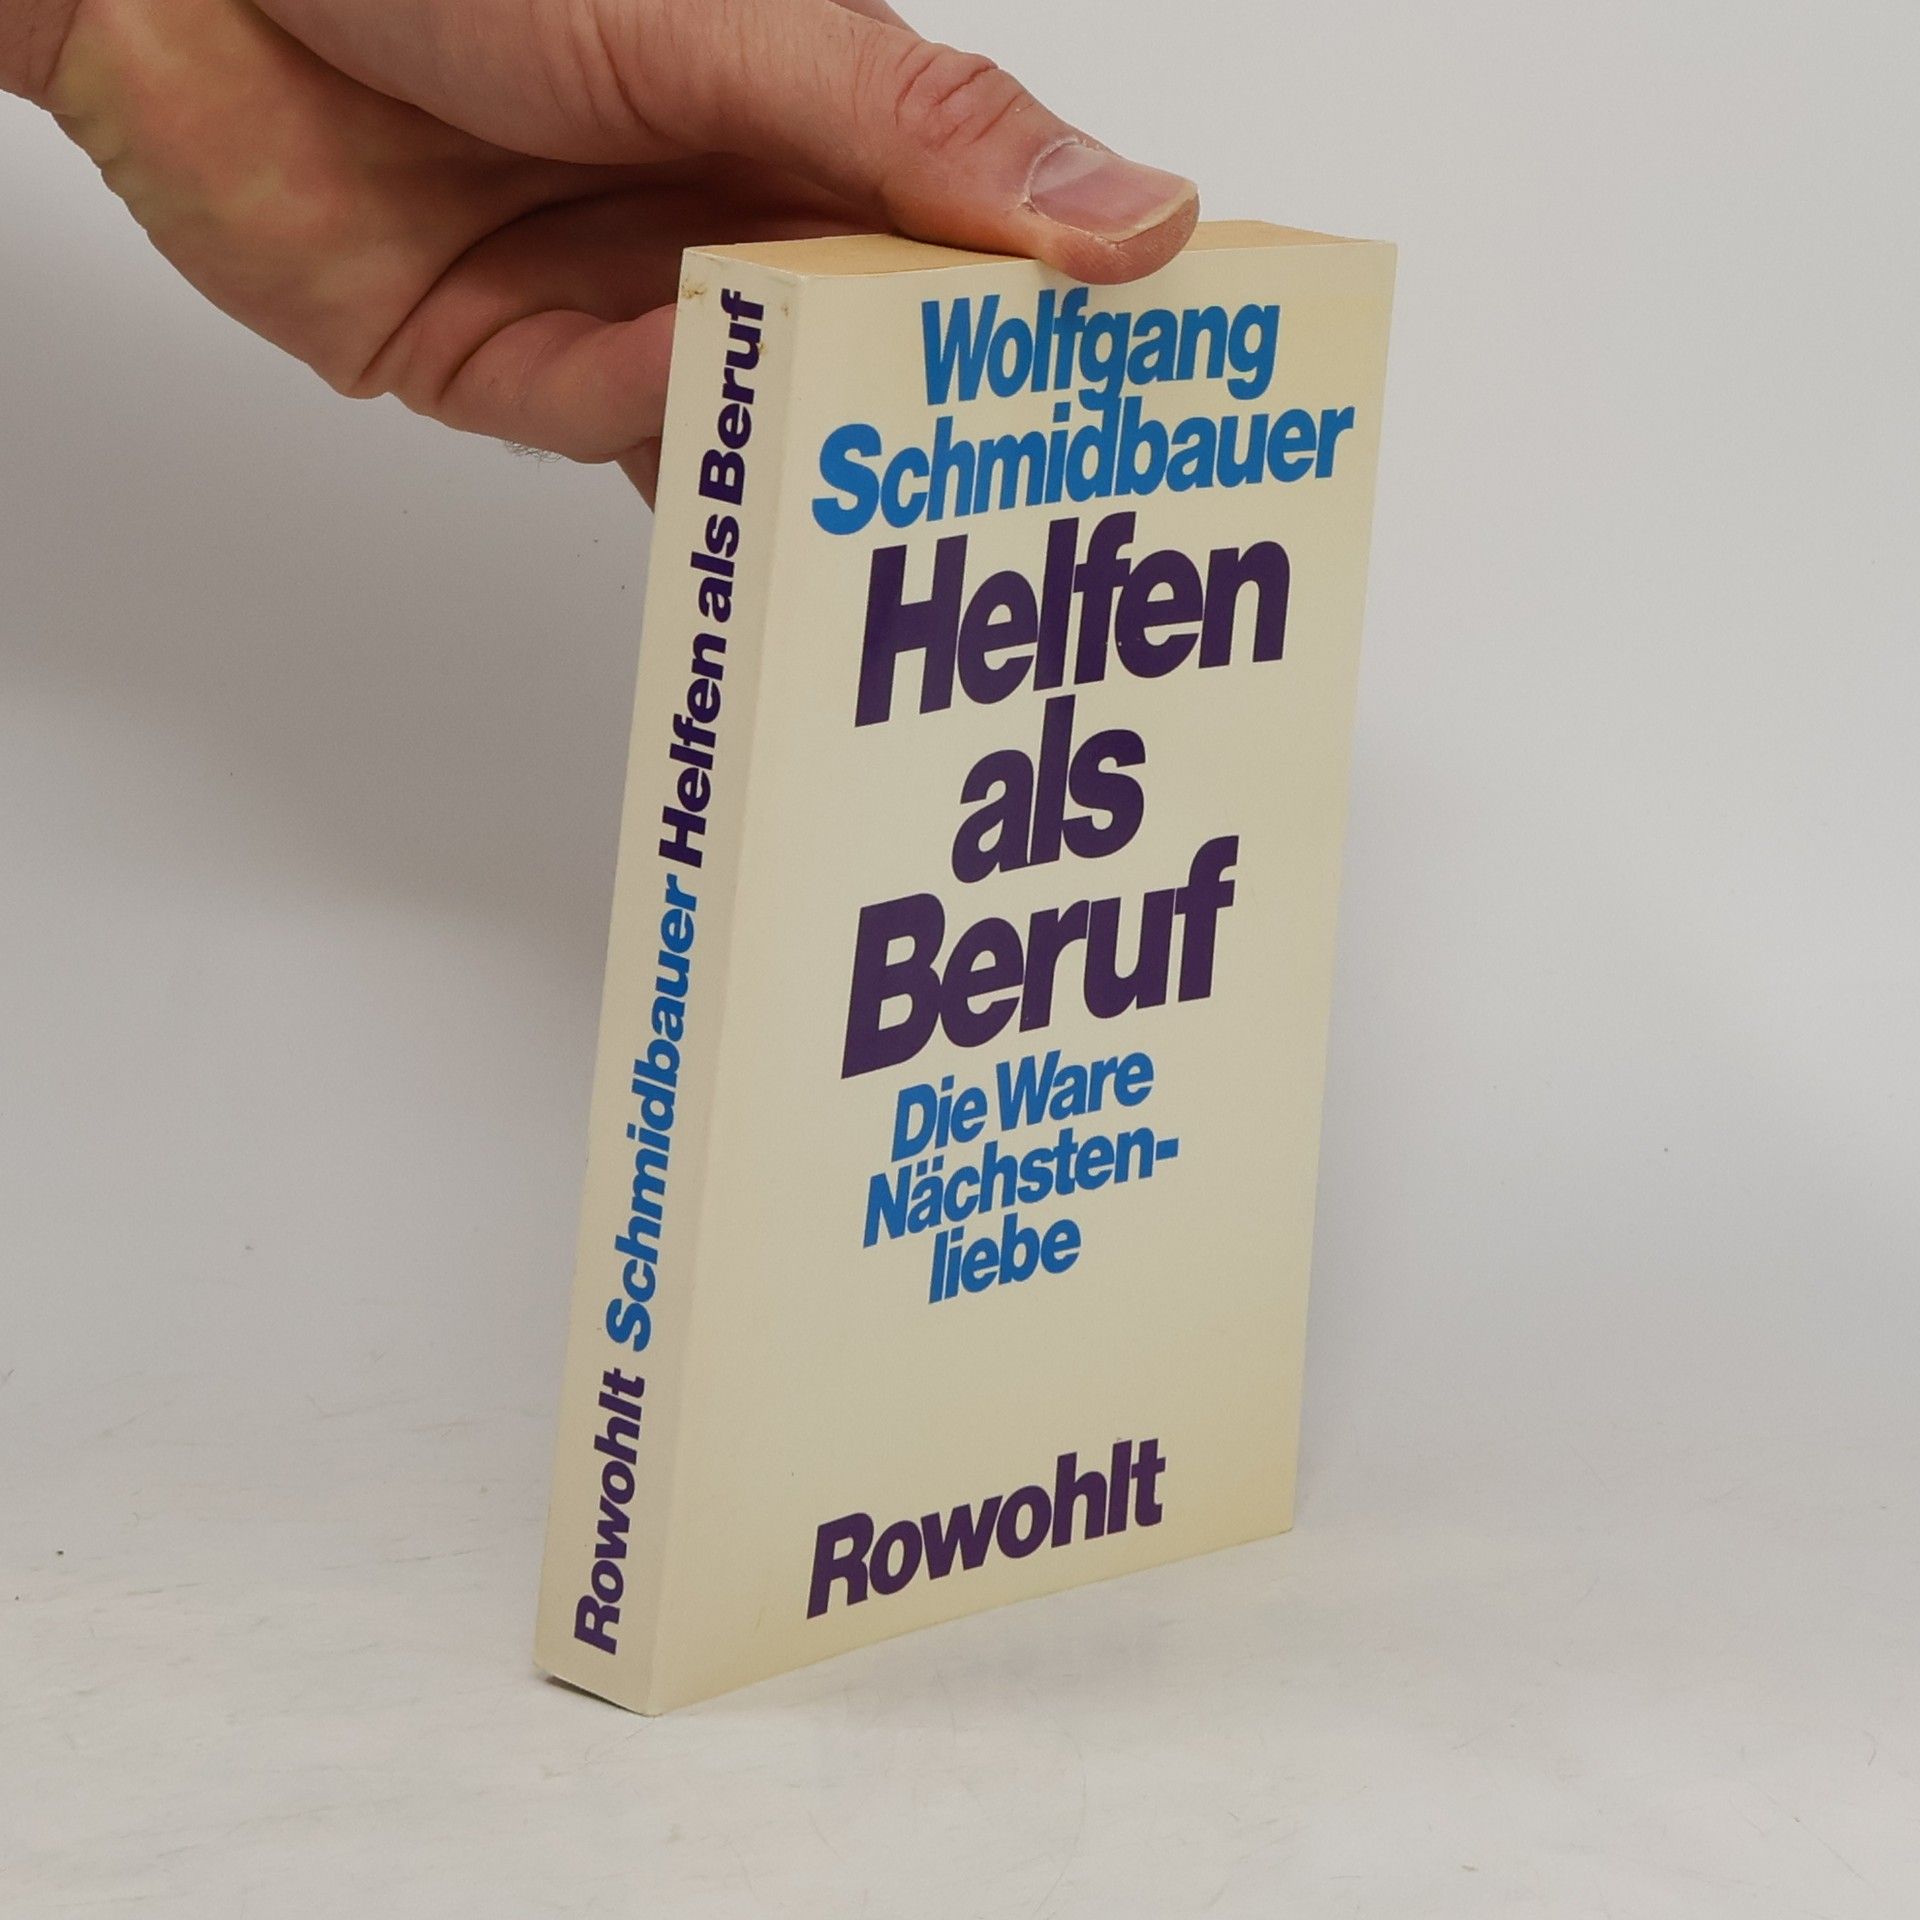 Rowohlt Schmidbauer Helfen als Beruf
Wolfgang
Schmidbauer
Helfen
als
Beruf
Die Ware
Nächsten-
liebe
Rowohlt